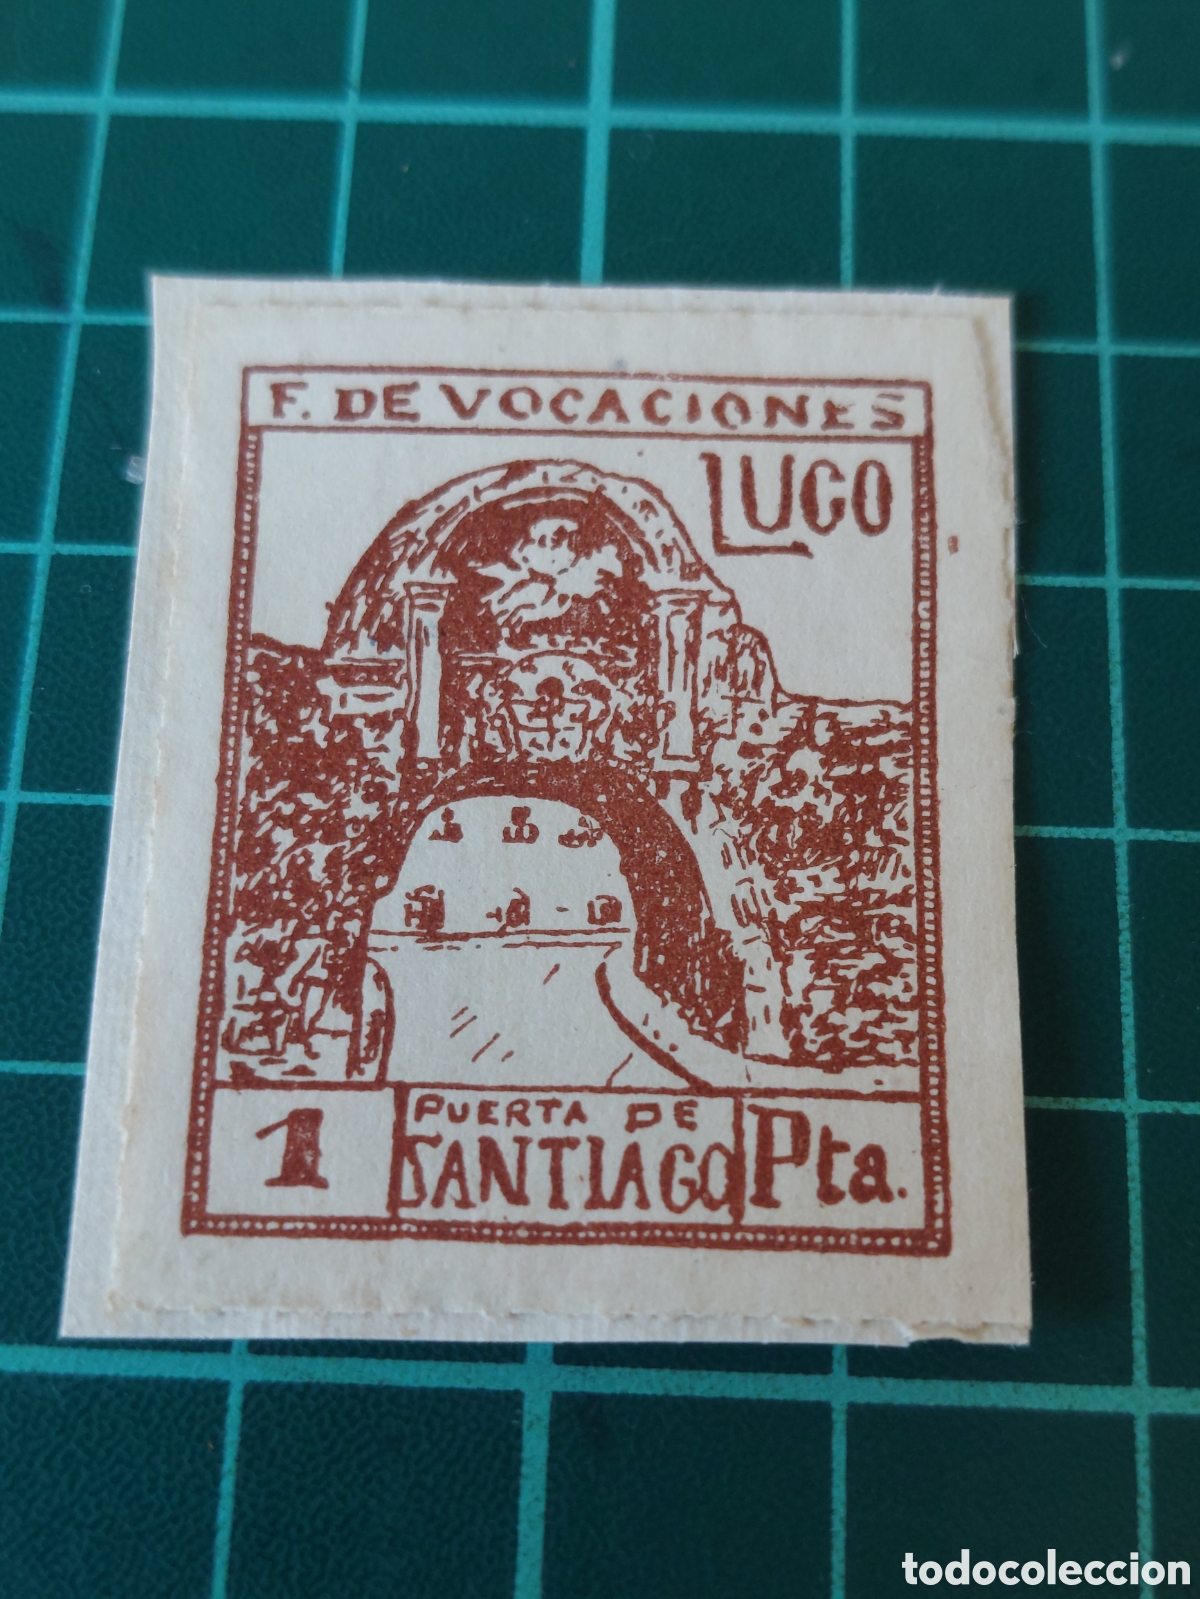 F. DE VOCACIONES
LUGO
1
PUERTA DE
SANTIAGO
Pta.
todocoleccion